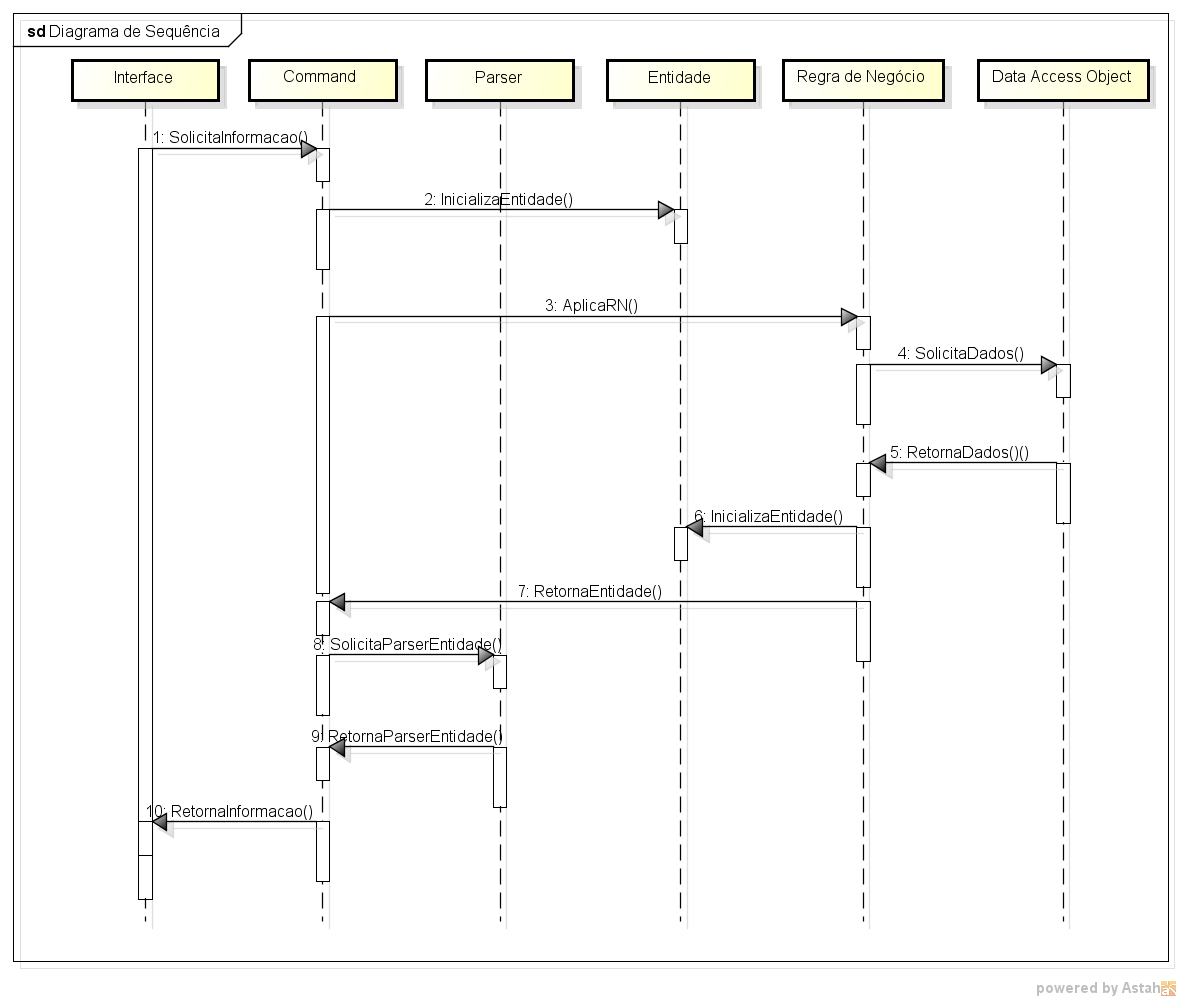 sd Diagrama de Sequência
Interface
Command
Parser
Entidade
Regra de Negócio
Data Access Object
1: SolicitaInformacao()
2: InicializaEntidade()
3: AplicaRN()
4: SolicitaDados()
5: RetornaDados()()
6: InicializaEntidade()
7: RetornaEntidade()
8: SolicitaParserEntidade()
9: RetornaParserEntidade()
10: RetornaInformacao()
powered by Astah